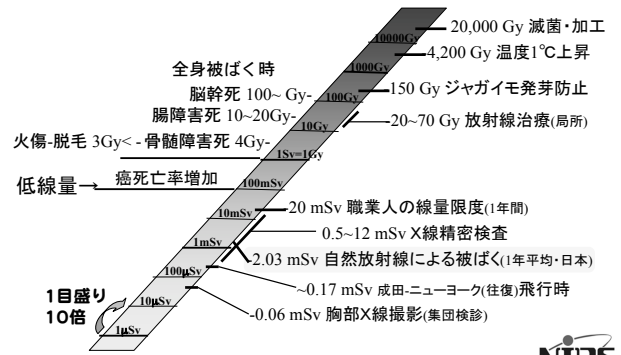 20,000 Gy 滅菌・加工
10000Gy
4,200 Gy 温度1℃上昇
1000Gy
全身被ばく時
150 Gy ジャガイモ発芽防止
脳幹死 100~ Gy-
100Gy
腸障害死 10~20Gy-
-20~70 Gy 放射線治療(局所)
10Gy
火傷-脱毛 3Gy< - 骨髄障害死 4Gy-
1Sv=1Gy
低線量→ 癌死亡率増加
100mSv
-20 mSv 職業人の線量限度(1年間)
10mSv
0.5~12 mSv X線精密検査
1mSv
-2.03 mSv 自然放射線による被ばく(1年平均・日本)
100μSv
~0.17 mSv 成田-ニューヨーク(往復)飛行時
1目盛り
10倍
10μSv
-0.06 mSv 胸部X線撮影(集団検診)
1μSv